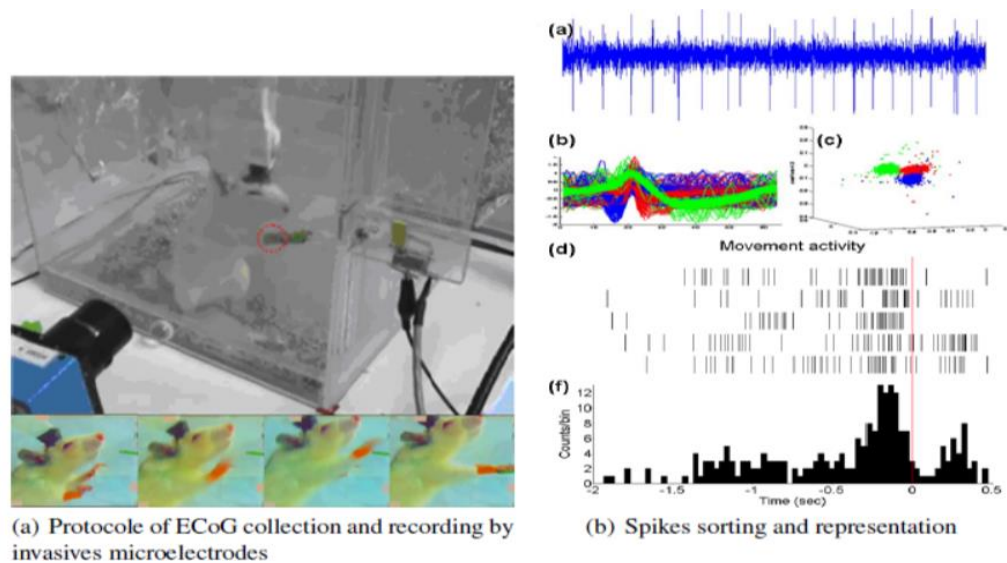 (a)
(b)
(c)
Movement activity
(d)
(f)
Counts/bin
12
10
8
6
4
2
0
-2 -1.5 -1 -0.5 0 0.5
Time (sec)
(a) Protocole of ECoG collection and recording by
invasives microelectrodes
(b) Spikes sorting and representation